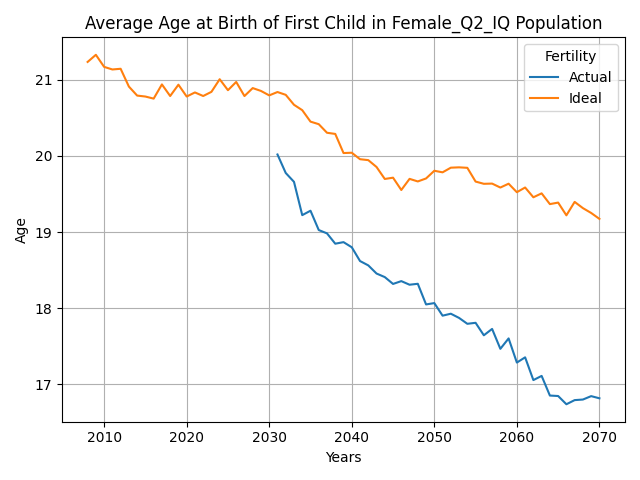 Average Age at Birth of First Child in Female_Q2_IQ Population
Fertility
Actual
Ideal
Age
21
20
19
18
17
2010 2020 2030 2040 2050 2060 2070
Years